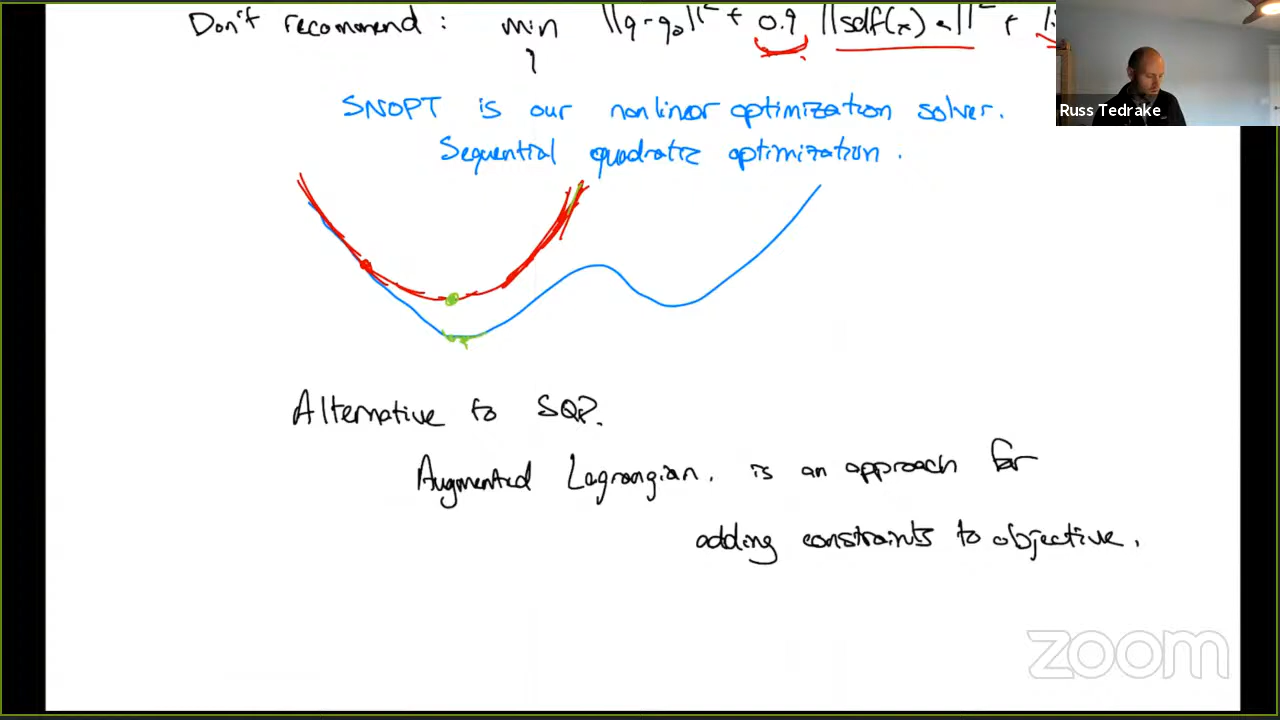 Don't recommend : min ||q-q₀||² + 0.9 ||sdf(x) ||² +
q
Russ Tedrake
SNOPT is our nonlinear optimization solver.
Sequential quadratic optimization.
Alternative to SQP.
Augmented Lagrangian. is an approach for
adding constraints to objective.
zoom